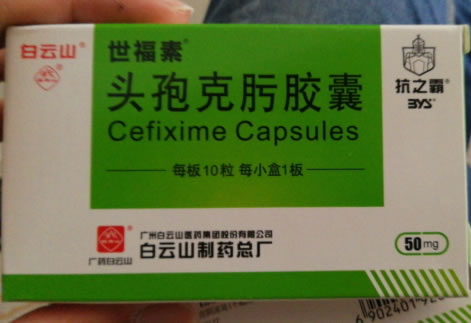 白云山®
世福素®
头孢克肟胶囊
Cefixime Capsules
每板10粒 每小盒1板
抗之霸®
BYS®
广药白云山
广州白云山医药集团股份有限公司
白云山制药总厂
50mg